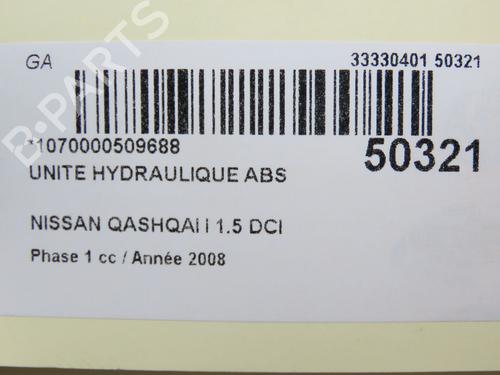 GA 33330401 50321
*1070000509688 50321
UNITE HYDRAULIQUE ABS
NISSAN QASHQAI I 1.5 DCI
Phase 1 cc / Année 2008
B-PARTS